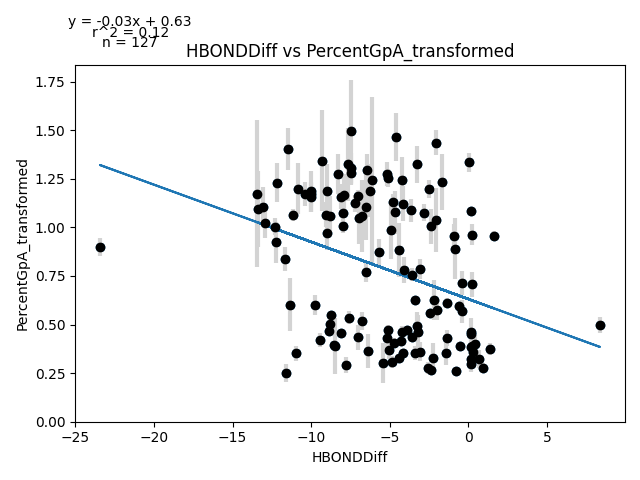 y = -0.03x + 0.63
r^2 = 0.12
n = 127
HBONDDiff vs PercentGpA_transformed
PercentGpA_transformed
1.75
1.50
1.25
1.00
0.75
0.50
0.25
0.00
-25
-20
-15
-10
-5
0
5
HBONDDiff